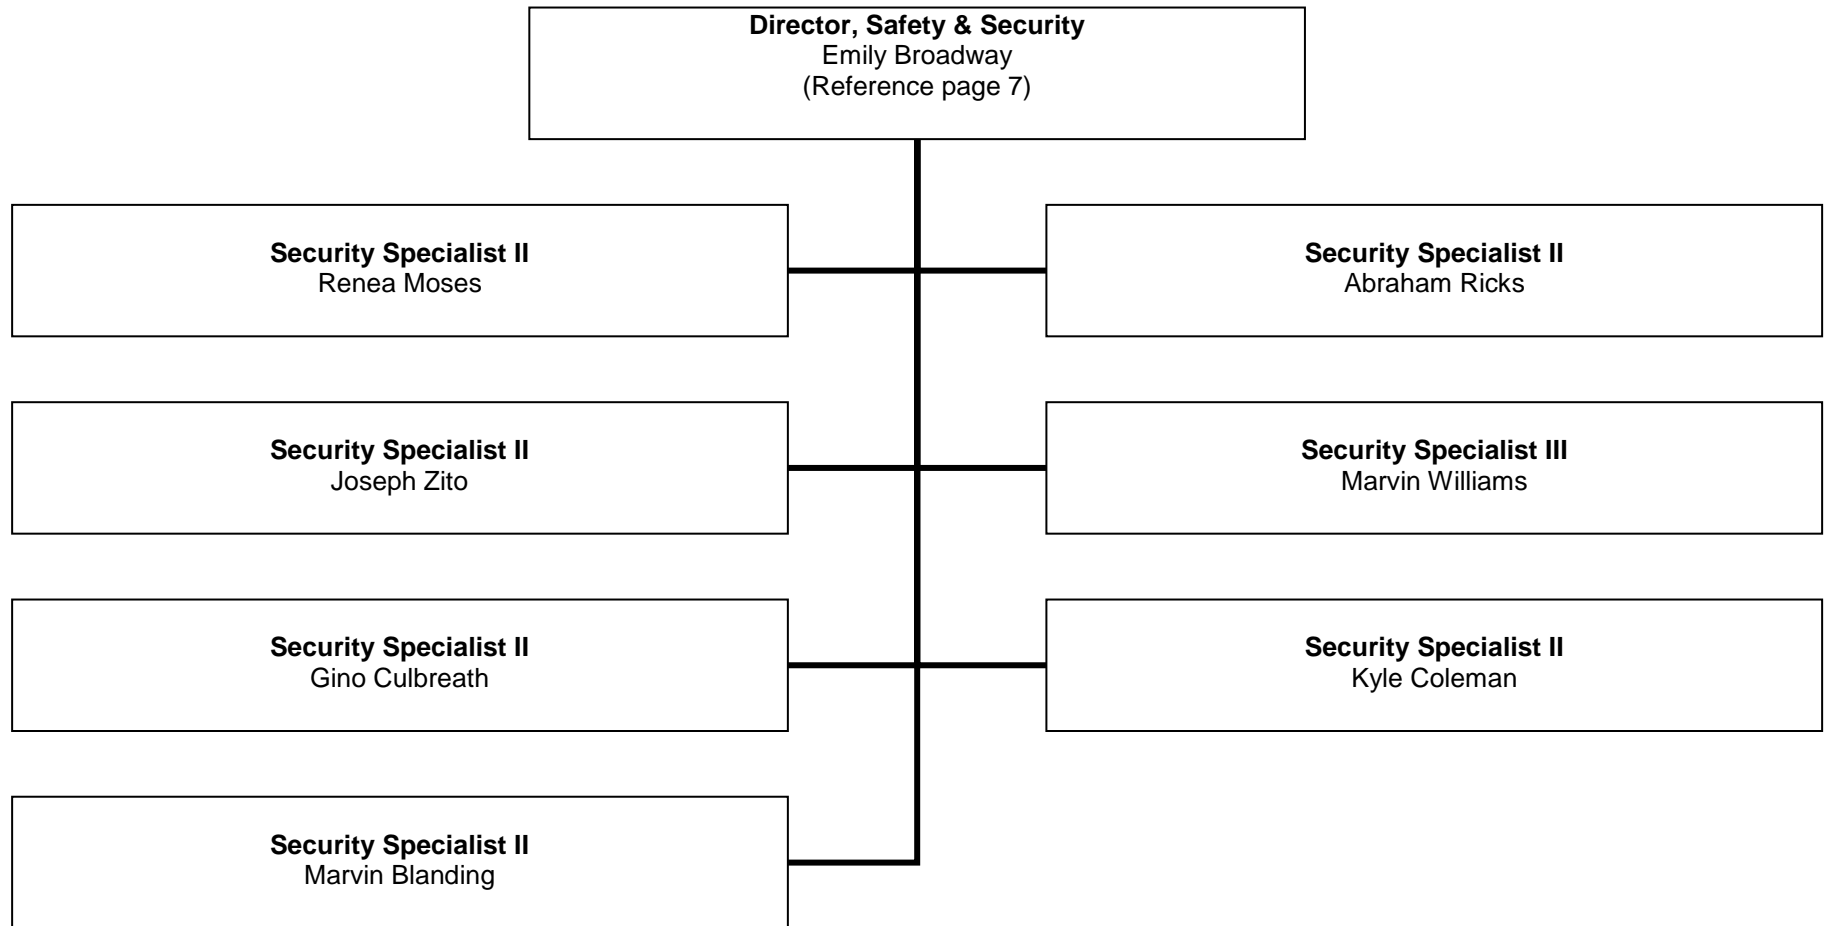 Director, Safety & Security
Emily Broadway
(Reference page 7)
Security Specialist II
Renea Moses
Security Specialist II
Abraham Ricks
Security Specialist II
Joseph Zito
Security Specialist III
Marvin Williams
Security Specialist II
Gino Culbreath
Security Specialist II
Kyle Coleman
Security Specialist II
Marvin Blanding